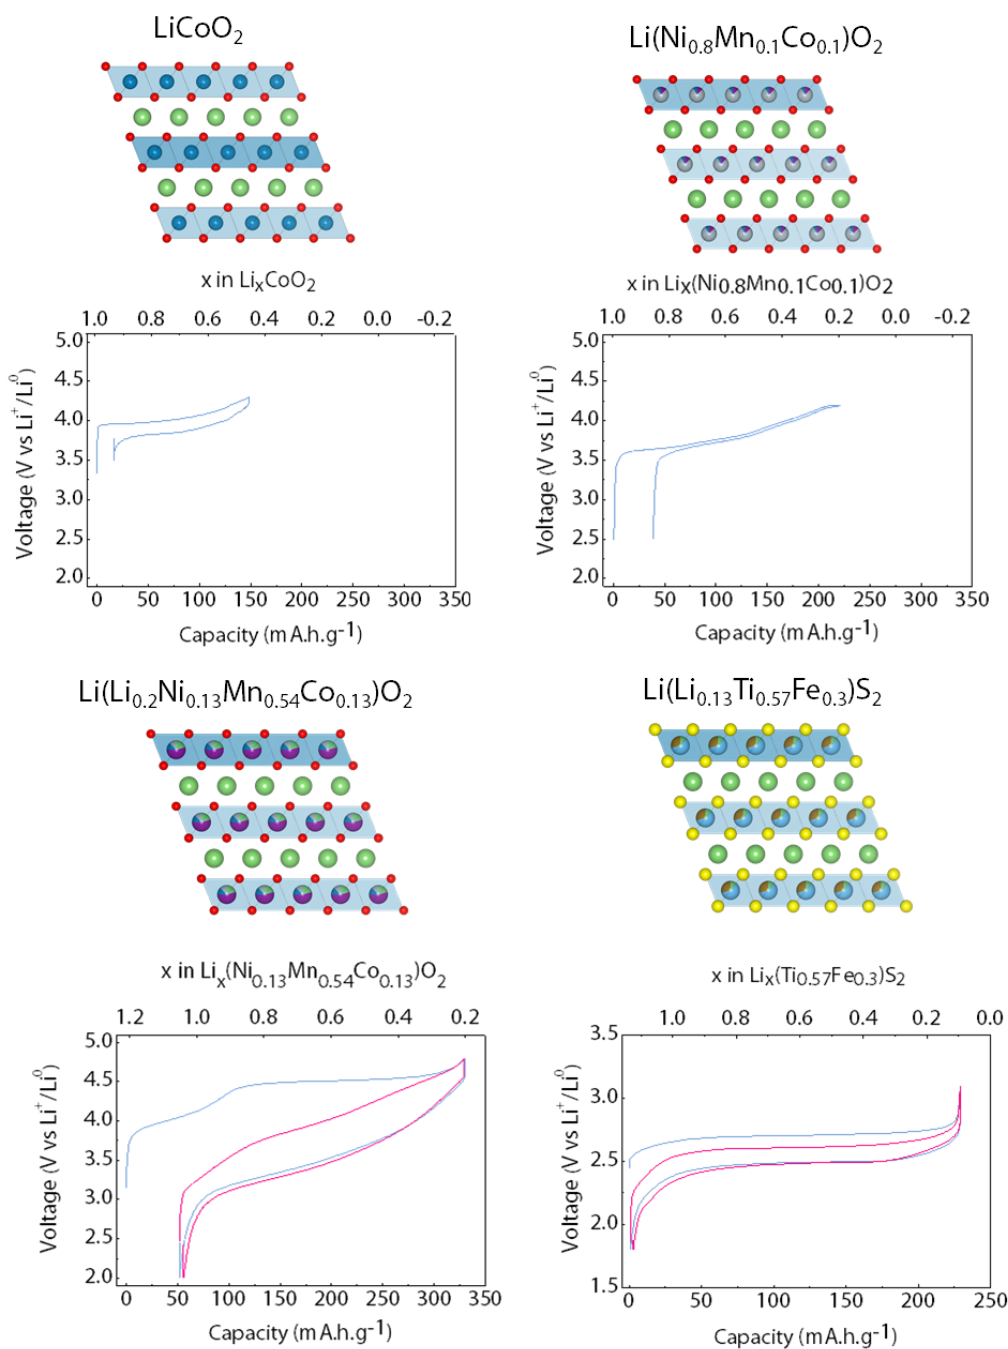 LiCoO₂
Li(Ni₀.₈Mn₀.₁Co₀.₁)O₂
x in LiₓCoO₂
1.0 0.8 0.6 0.4 0.2 0.0 -0.2
5.0
4.5
4.0
3.5
3.0
2.5
2.0
Voltage (V vs Li⁺/Li⁰)
0 50 100 150 200 250 300 350
Capacity (mA.h.g⁻¹)
x in Liₓ(Ni₀.₈Mn₀.₁Co₀.₁)O₂
1.0 0.8 0.6 0.4 0.2 0.0 -0.2
5.0
4.5
4.0
3.5
3.0
2.5
2.0
Voltage (V vs Li⁺/Li⁰)
0 50 100 150 200 250 300 350
Capacity (mA.h.g⁻¹)
Li(Li₀.₂Ni₀.₁₃Mn₀.₅₄Co₀.₁₃)O₂
Li(Li₀.₁₃Ti₀.₅₇Fe₀.₃)S₂
x in Liₓ(Ni₀.₁₃Mn₀.₅₄Co₀.₁₃)O₂
1.2 1.0 0.8 0.6 0.4 0.2
5.0
4.5
4.0
3.5
3.0
2.5
2.0
Voltage (V vs Li⁺/Li⁰)
0 50 100 150 200 250 300 350
Capacity (mA.h.g⁻¹)
x in Liₓ(Ti₀.₅₇Fe₀.₃)S₂
1.0 0.8 0.6 0.4 0.2 0.0
3.5
3.0
2.5
2.0
1.5
Voltage (V vs Li⁺/Li⁰)
0 50 100 150 200 250
Capacity (mA.h.g⁻¹)